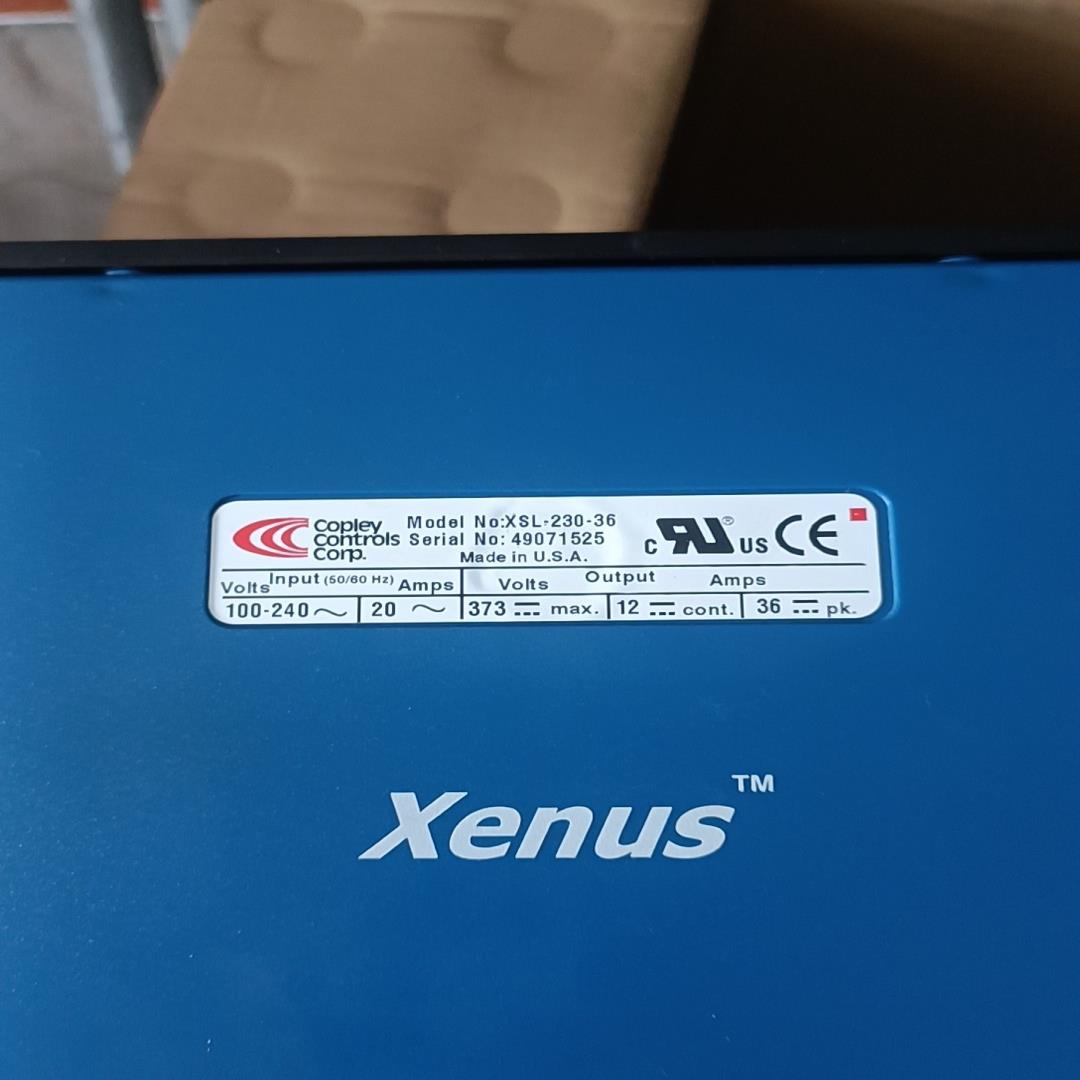 Copley
Controls
Corp.
Model No:XSL-230-36
Serial No: 49071525
Made in U.S.A.
c RU® US CE
Input (50/60 Hz)
Volts Amps
Output
Volts Amps
100-240 ~ 20 ~ 373 ⎓ max. 12 ⎓ cont. 36 ⎓ pk.
Xenus™